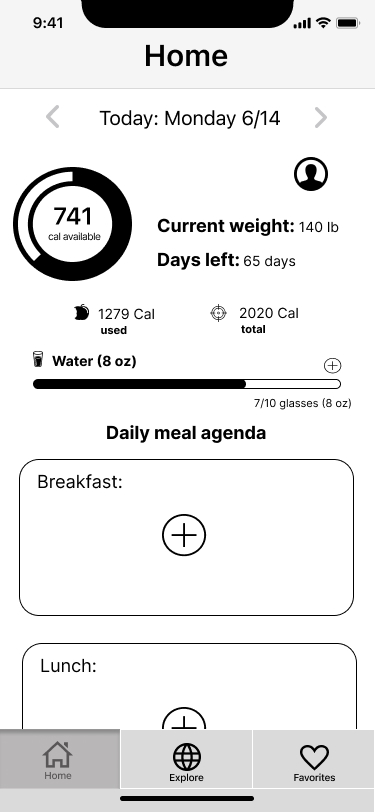 9:41
Home
Today: Monday 6/14
741
cal available
Current weight: 140 lb
Days left: 65 days
1279 Cal
used
2020 Cal
total
Water (8 oz)
7/10 glasses (8 oz)
Daily meal agenda
Breakfast:
Lunch:
Home
Explore
Favorites